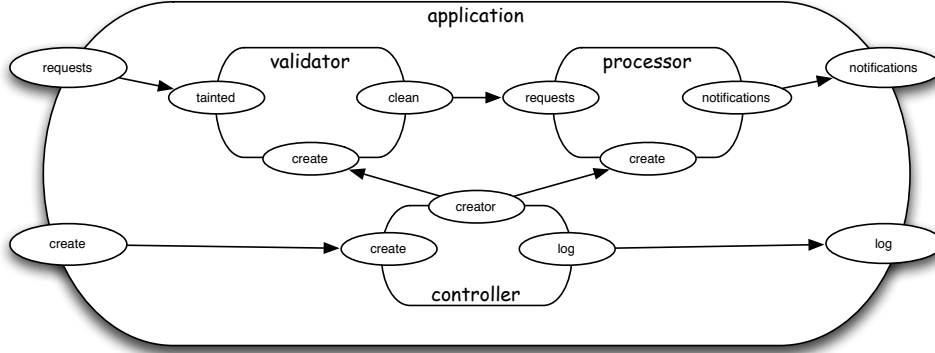 application
validator
processor
requests
notifications
tainted
clean
requests
notifications
create
create
creator
create
create
log
log
controller